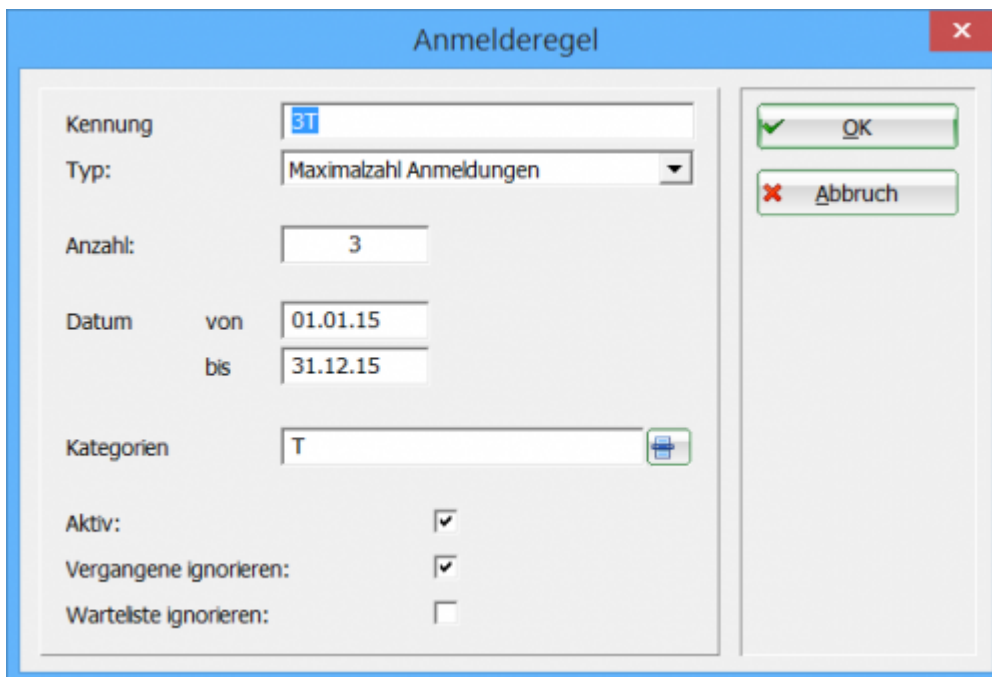 Anmelderegel
Kennung 3T
Typ: Maximalzahl Anmeldungen
Anzahl: 3
Datum von 01.01.15
bis 31.12.15
Kategorien T
Aktiv:
Vergangene ignorieren:
Warteliste ignorieren:
OK
Abbruch